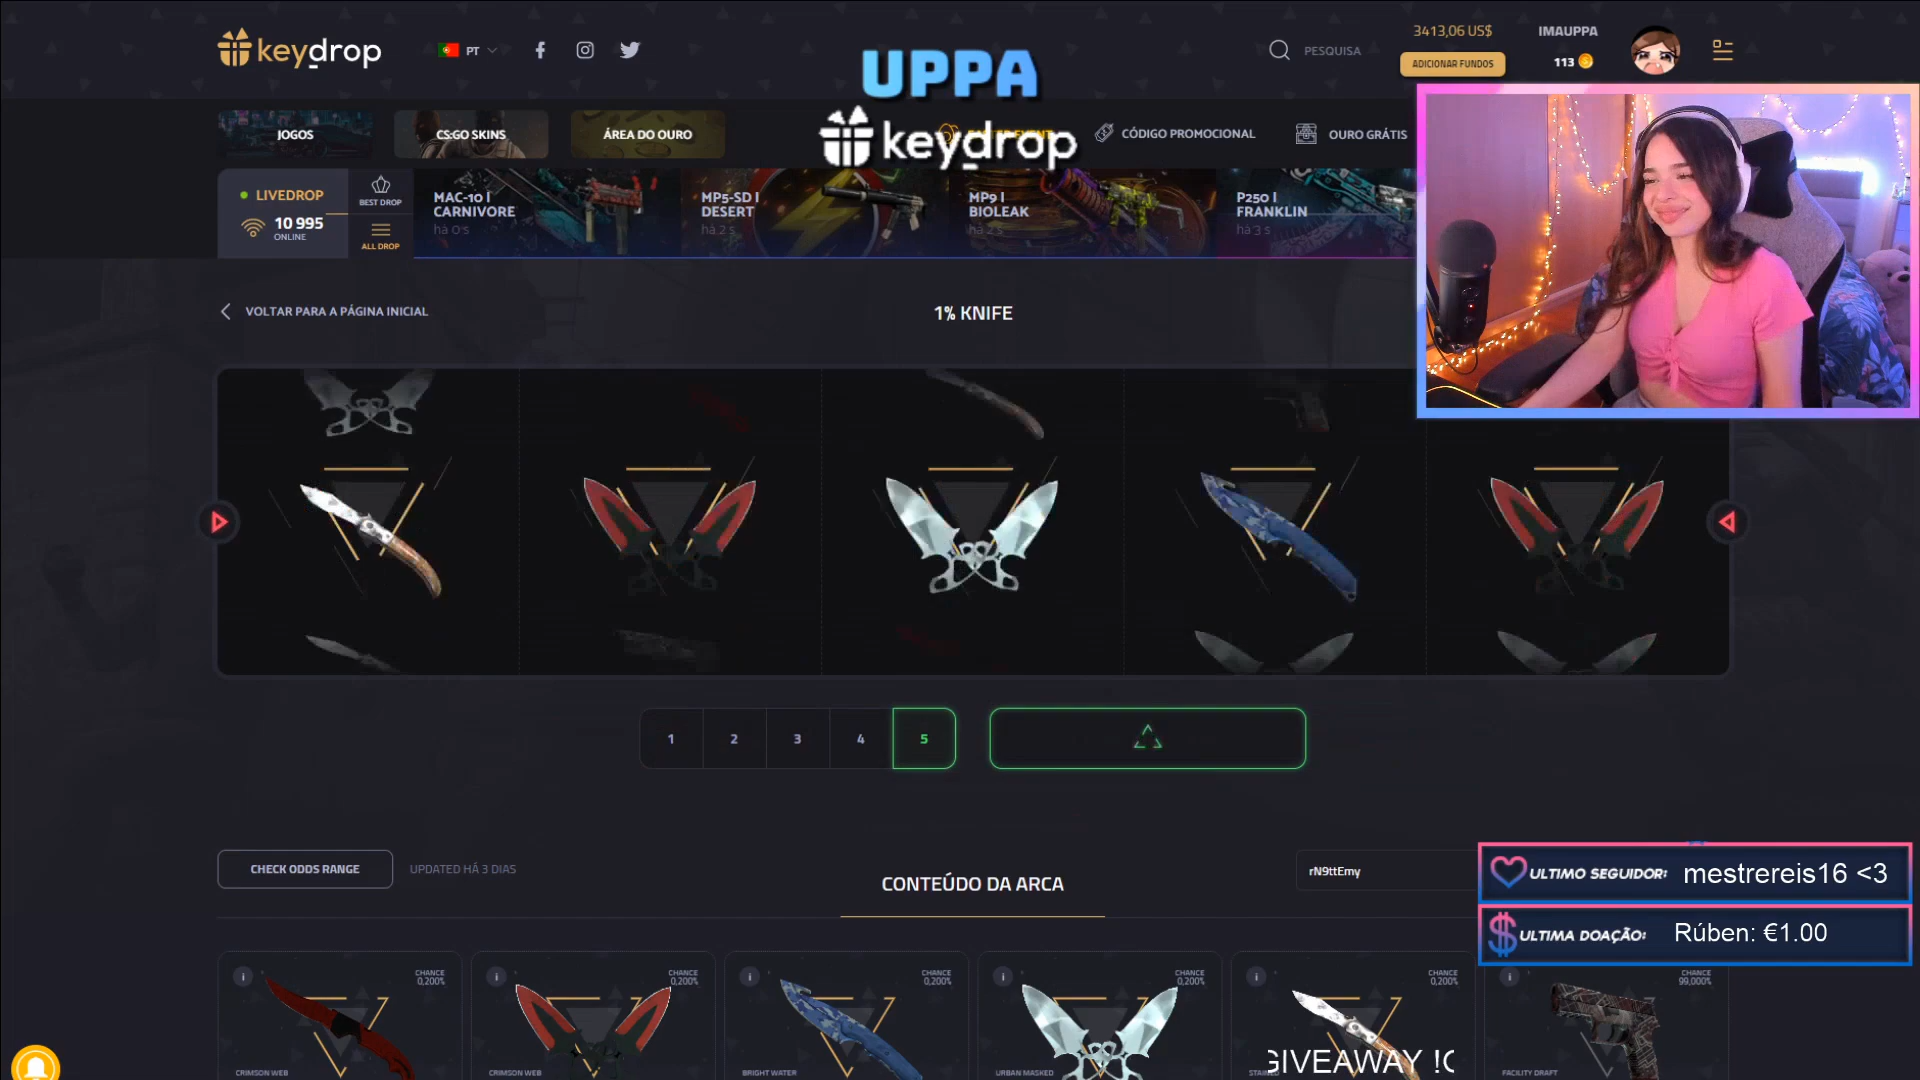 keydrop
PT
UPPA
keydrop
PESQUISA
3413,06 US$
ADICIONAR FUNDOS
IMAUPPA
113
JOGOS
CS:GO SKINS
ÁREA DO OURO
CÓDIGO PROMOCIONAL
OURO GRÁTIS
LIVEDROP
10 995
ONLINE
BEST DROP
ALL DROP
MAC-10 |
CARNIVORE
há 0 s
MP5-SD |
DESERT
há 2 s
MP9 |
BIOLEAK
há 2 s
P250 |
FRANKLIN
há 3 s
VOLTAR PARA A PÁGINA INICIAL
1% KNIFE
1
2
3
4
5
CHECK ODDS RANGE
UPDATED HÁ 3 DIAS
CONTEÚDO DA ARCA
rN9ttEmy
ULTIMO SEGUIDOR: mestrereis16 <3
ULTIMA DOAÇÃO: Rúben: €1.00
CHANCE
0,200%
CRIMSON WEB
CHANCE
0,200%
CRIMSON WEB
CHANCE
0,200%
BRIGHT WATER
CHANCE
0,200%
URBAN MASKED
CHANCE
0,200%
GIVEAWAY
CHANCE
99,000%
FACILITY DRAFT